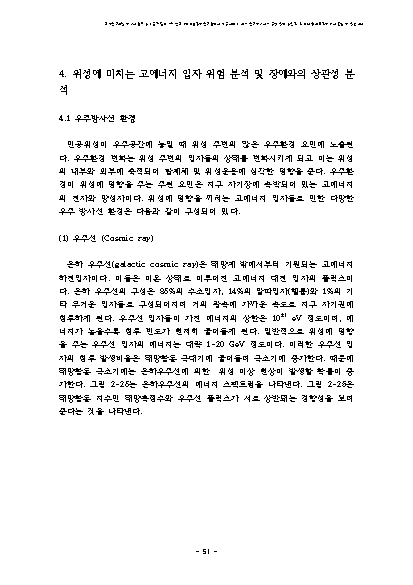 4. 위성에 미치는 고에너지 입자 위험 분석 및 장애와의 상관성 분
석
4.1 우주방사선 환경
인공위성이 우주공간에 놓일 때 위성 주변의 많은 우주환경 요인에 노출된
다. 우주환경 변화는 위성 주변의 입자들의 상태를 변화시키게 되고 이는 위성
의 내부와 외부에 축적되어 탑재체 및 위성운용에 심각한 영향을 준다. 우주환
경이 위성에 영향을 주는 주된 요인은 지구 자기장에 속박되어 있는 고에너지
의 전자와 양성자이다. 위성에 영향을 끼치는 고에너지 입자들로 인한 다양한
우주 방사선 환경은 다음과 같이 구성되어 있다.
(1) 우주선 (Cosmic ray)
은하 우주선(galactic cosmic ray)은 태양계 밖에서부터 기원되는 고에너지
하전입자이다. 이들은 이온 상태로 이루어진 고에너지 대전 입자의 플럭스이
다. 은하 우주선의 구성은 85%의 수소입자, 14%의 알파입자(헬륨)와 1%의 기
타 무거운 입자들로 구성되어지며 거의 광속에 가까운 속도로 지구 자기권에
침투하게 된다. 우주선 입자들이 가진 에너지의 상한은 10²¹ eV 정도이며, 에
너지가 높을수록 침투 빈도가 현저히 줄어들게 된다. 일반적으로 위성에 영향
을 주는 우주선 입자의 에너지는 대략 1-20 GeV 정도이다. 이러한 우주선 입
자의 침투 발생비율은 태양활동 극대기에 줄어들며 극소기에 증가한다. 때문에
태양활동 극소기에는 은하우주선에 의한 위성 이상 현상이 발생할 확률이 증
가한다. 그림 2-25는 은하우주선의 에너지 스펙트럼을 나타낸다. 그림 2-26은
태양활동 지수인 태양흑점수와 우주선 플럭스가 서로 상반되는 경향성을 보여
준다는 것을 나타낸다.
- 51 -